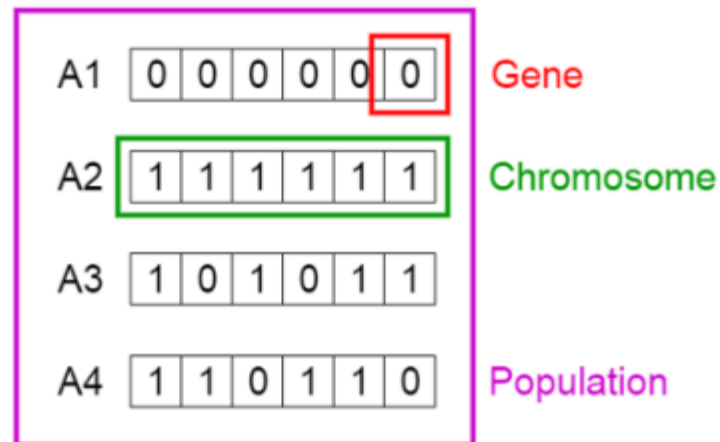 A1 0 0 0 0 0 0 Gene
A2 1 1 1 1 1 1 Chromosome
A3 1 0 1 0 1 1
A4 1 1 0 1 1 0 Population